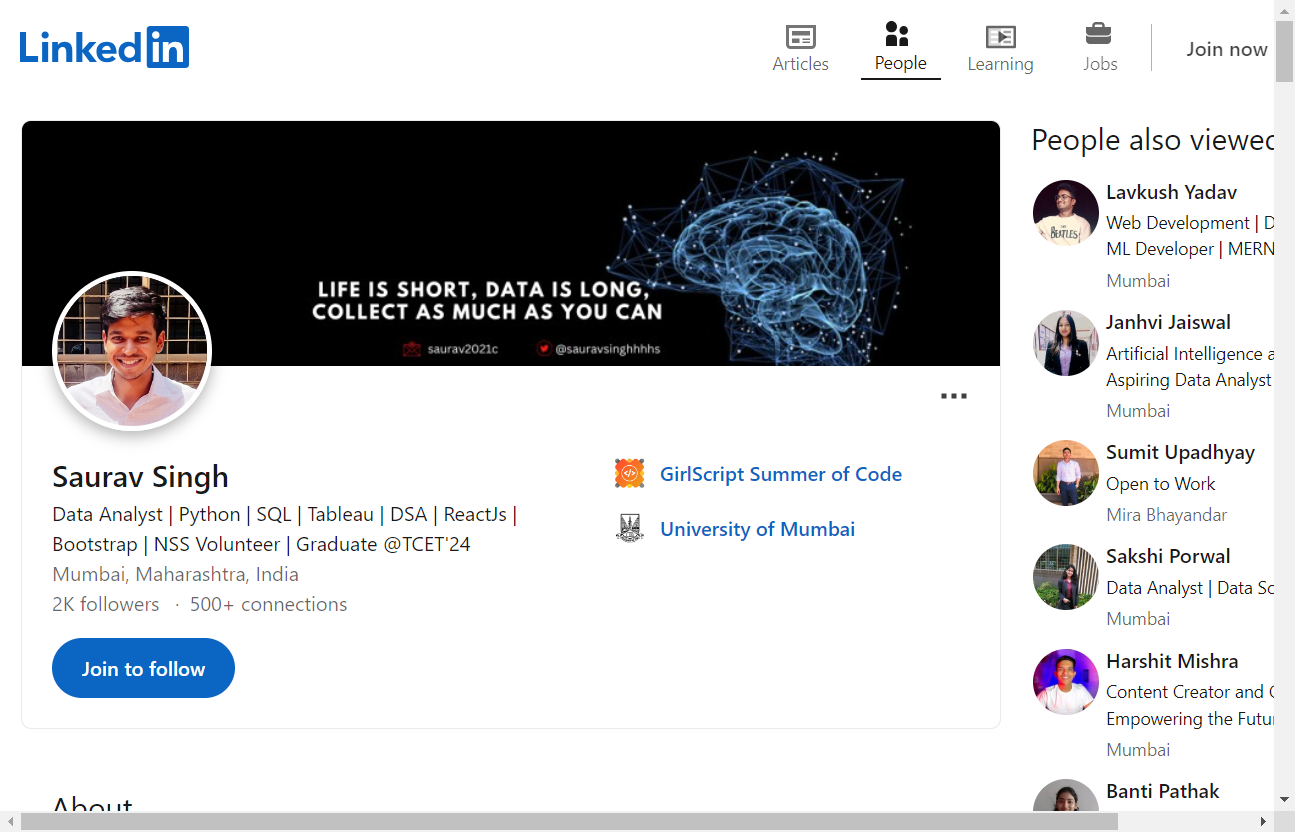 Linked in
Articles
People
Learning
Jobs
Join now
LIFE IS SHORT, DATA IS LONG,
COLLECT AS MUCH AS YOU CAN
saurav2021c
@sauravsinghhhhs
Saurav Singh
Data Analyst | Python | SQL | Tableau | DSA | ReactJs |
Bootstrap | NSS Volunteer | Graduate @TCET'24
Mumbai, Maharashtra, India
2K followers · 500+ connections
Join to follow
GirlScript Summer of Code
University of Mumbai
About
People also viewed
Lavkush Yadav
Web Development | D
ML Developer | MERN
Mumbai
Janhvi Jaiswal
Artificial Intelligence a
Aspiring Data Analyst
Mumbai
Sumit Upadhyay
Open to Work
Mira Bhayandar
Sakshi Porwal
Data Analyst | Data Sc
Mumbai
Harshit Mishra
Content Creator and
Empowering the Futu
Mumbai
Banti Pathak